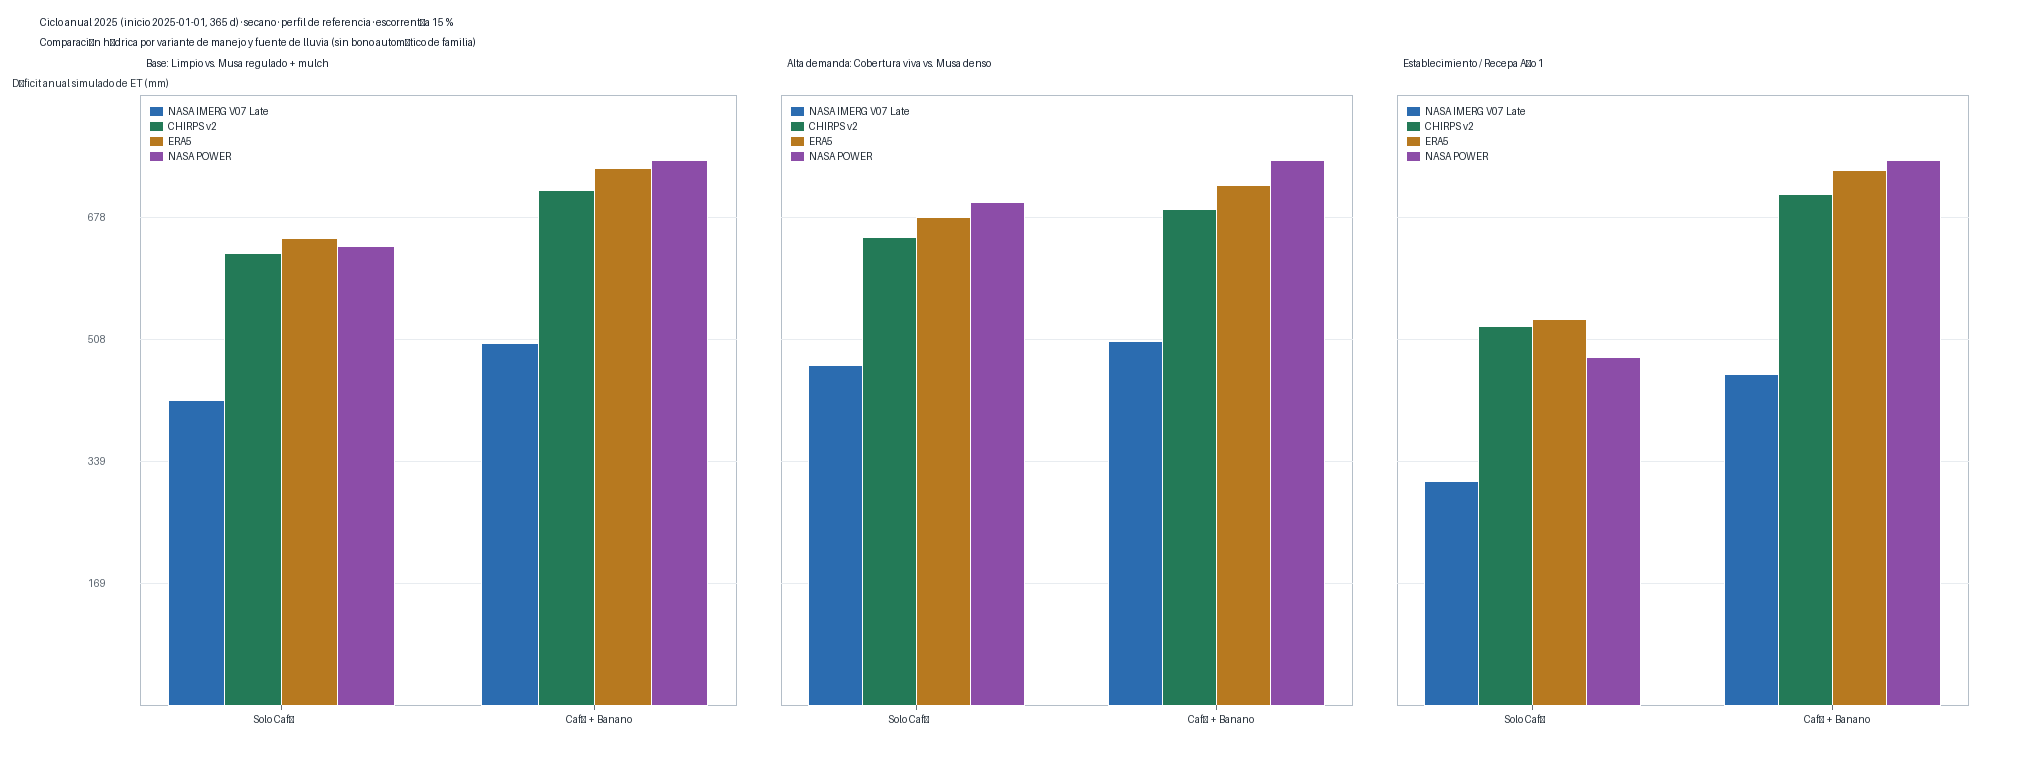 Ciclo anual 2025 (inicio 2025-01-01, 365 d) · secano · perfil de referencia · escorrent▯a 15 %
Comparaci▯n h▯drica por variante de manejo y fuente de lluvia (sin bono autom▯tico de familia)
Base: Limpio vs. Musa regulado + mulch
Alta demanda: Cobertura viva vs. Musa denso
Establecimiento / Recepa A▯o 1
D▯ficit anual simulado de ET (mm)
NASA IMERG V07 Late
CHIRPS v2
ERA5
NASA POWER
678
508
339
169
Solo Caf▯
Caf▯ + Banano
NASA IMERG V07 Late
CHIRPS v2
ERA5
NASA POWER
Solo Caf▯
Caf▯ + Banano
NASA IMERG V07 Late
CHIRPS v2
ERA5
NASA POWER
Solo Caf▯
Caf▯ + Banano